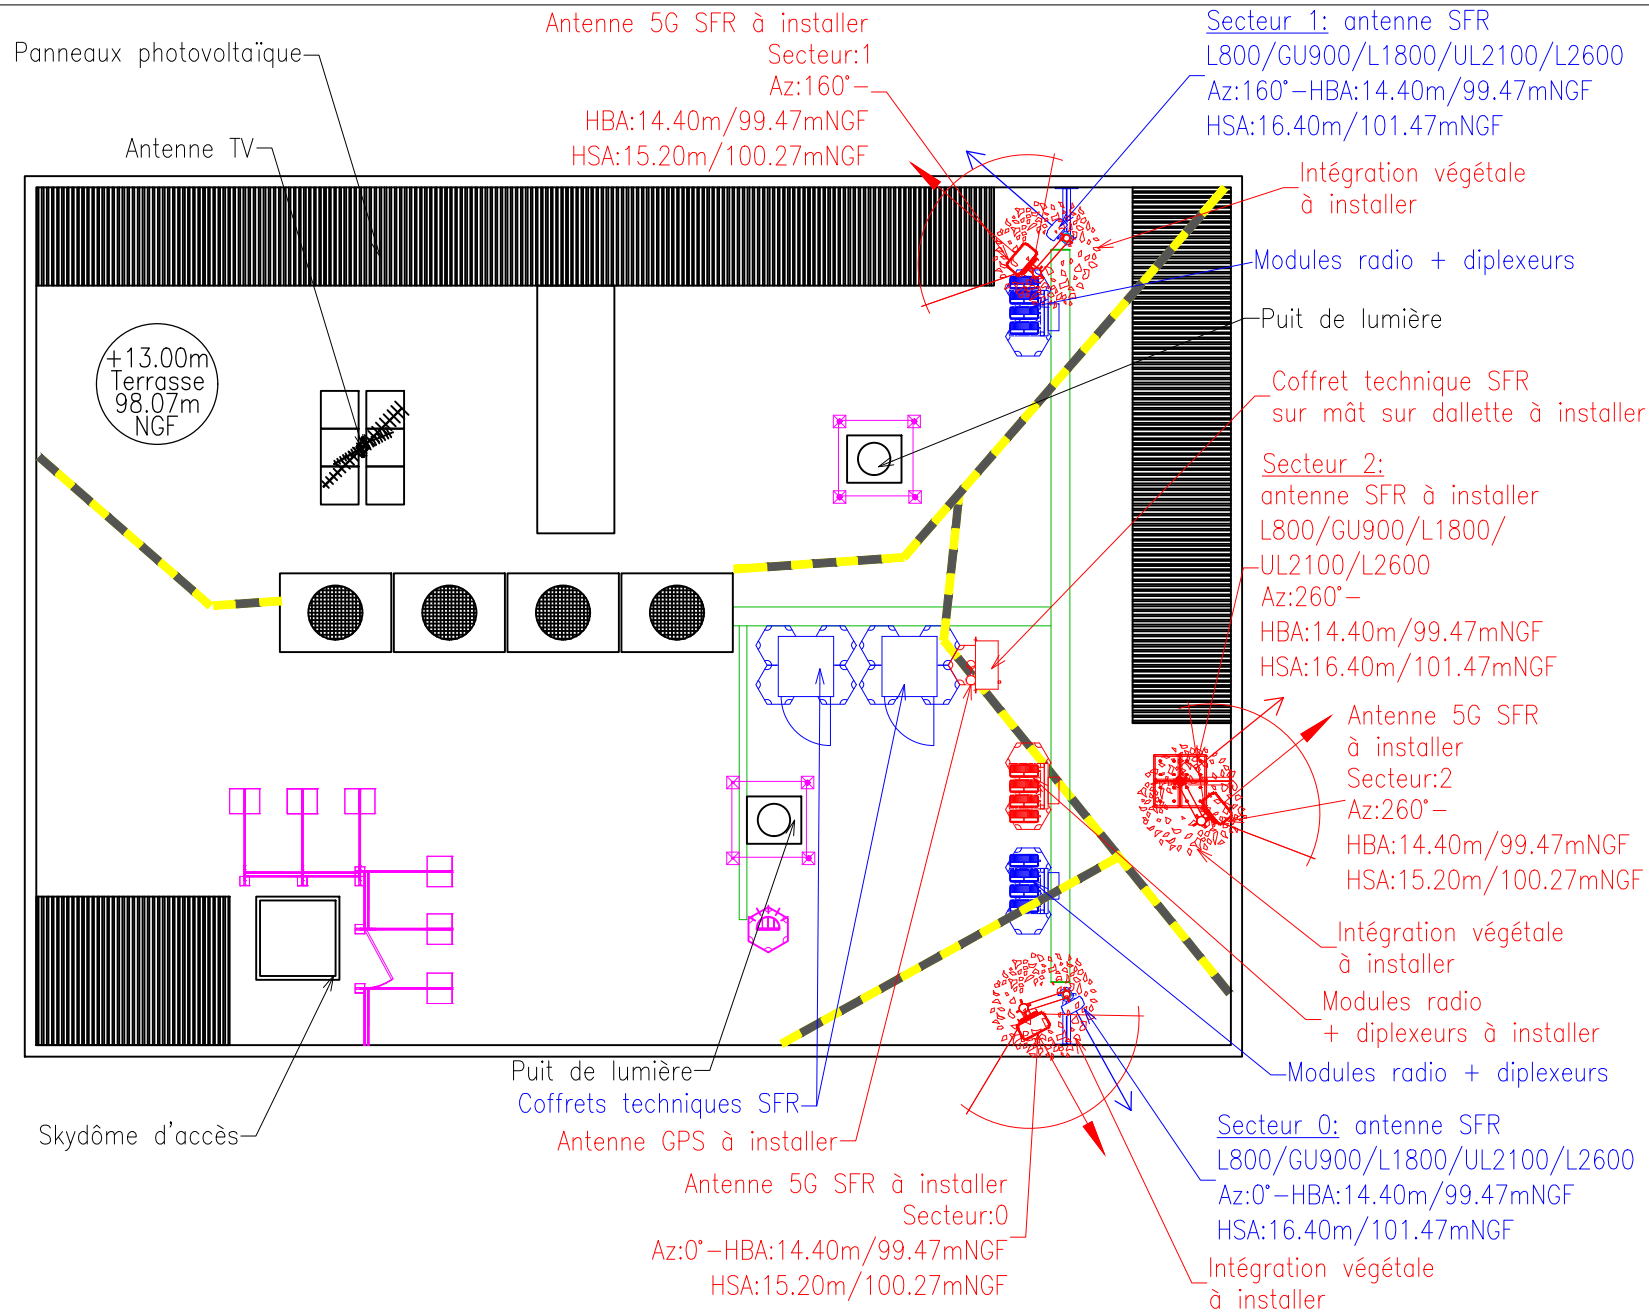 Panneaux photovoltaïque
Antenne TV
Antenne 5G SFR à installer
Secteur:1
Az:160°-
HBA:14.40m/99.47mNGF
HSA:15.20m/100.27mNGF
Secteur 1: antenne SFR
L800/GU900/L1800/UL2100/L2600
Az:160°-HBA:14.40m/99.47mNGF
HSA:16.40m/101.47mNGF
Intégration végétale
à installer
Modules radio + diplexeurs
Puit de lumière
+13.00m
Terrasse
98.07m
NGF
Coffret technique SFR
sur mât sur dallette à installer
Secteur 2:
antenne SFR à installer
L800/GU900/L1800/
UL2100/L2600
Az:260°-
HBA:14.40m/99.47mNGF
HSA:16.40m/101.47mNGF
Antenne 5G SFR
à installer
Secteur:2
Az:260°-
HBA:14.40m/99.47mNGF
HSA:15.20m/100.27mNGF
Intégration végétale
à installer
Modules radio
+ diplexeurs à installer
Modules radio + diplexeurs
Puit de lumière
Coffrets techniques SFR
Skydôme d'accès
Antenne GPS à installer
Antenne 5G SFR à installer
Secteur:0
Az:0°-HBA:14.40m/99.47mNGF
HSA:15.20m/100.27mNGF
Secteur 0: antenne SFR
L800/GU900/L1800/UL2100/L2600
Az:0°-HBA:14.40m/99.47mNGF
HSA:16.40m/101.47mNGF
Intégration végétale
à installer